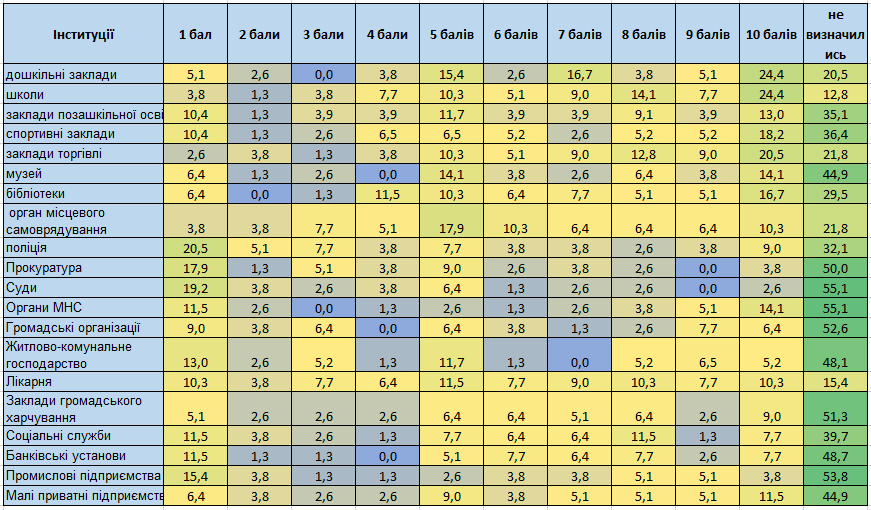 Інституції 1 бал 2 бали 3 бали 4 бали 5 балів 6 балів 7 балів 8 балів 9 балів 10 балів не визначил ись
дошкільні заклади 5,1 2,6 0,0 3,8 15,4 2,6 16,7 3,8 5,1 24,4 20,5
школи 3,8 1,3 3,8 7,7 10,3 5,1 9,0 14,1 7,7 24,4 12,8
заклади позашкільної осві 10,4 1,3 3,9 3,9 11,7 3,9 3,9 9,1 3,9 13,0 35,1
спортивні заклади 10,4 1,3 2,6 6,5 6,5 5,2 2,6 5,2 5,2 18,2 36,4
заклади торгівлі 2,6 3,8 1,3 3,8 10,3 5,1 9,0 12,8 9,0 20,5 21,8
музей 6,4 1,3 2,6 0,0 14,1 3,8 2,6 6,4 3,8 14,1 44,9
бібліотеки 6,4 0,0 1,3 11,5 10,3 6,4 7,7 5,1 5,1 16,7 29,5
орган місцевого
самоврядування 3,8 3,8 7,7 5,1 17,9 10,3 6,4 6,4 6,4 10,3 21,8
поліція 20,5 5,1 7,7 3,8 7,7 3,8 3,8 2,6 3,8 9,0 32,1
Прокуратура 17,9 1,3 5,1 3,8 9,0 2,6 3,8 2,6 0,0 3,8 50,0
Суди 19,2 3,8 2,6 3,8 6,4 1,3 2,6 2,6 0,0 2,6 55,1
Органи МНС 11,5 2,6 0,0 1,3 2,6 1,3 2,6 3,8 5,1 14,1 55,1
Громадські організації 9,0 3,8 6,4 0,0 6,4 3,8 1,3 2,6 7,7 6,4 52,6
Житлово-комунальне
господарство 13,0 2,6 5,2 1,3 11,7 1,3 0,0 5,2 6,5 5,2 48,1
Лікарня 10,3 3,8 7,7 6,4 11,5 7,7 9,0 10,3 7,7 10,3 15,4
Заклади громадського
харчування 5,1 2,6 2,6 2,6 6,4 6,4 5,1 6,4 2,6 9,0 51,3
Соціальні служби 11,5 3,8 2,6 1,3 7,7 6,4 6,4 11,5 1,3 7,7 39,7
Банківські установи 11,5 1,3 1,3 0,0 5,1 7,7 6,4 7,7 2,6 7,7 48,7
Промислові підприємства 15,4 3,8 1,3 1,3 2,6 3,8 3,8 5,1 5,1 3,8 53,8
Малі приватні підприємст 6,4 3,8 2,6 2,6 9,0 3,8 5,1 5,1 3,8 11,5 44,9